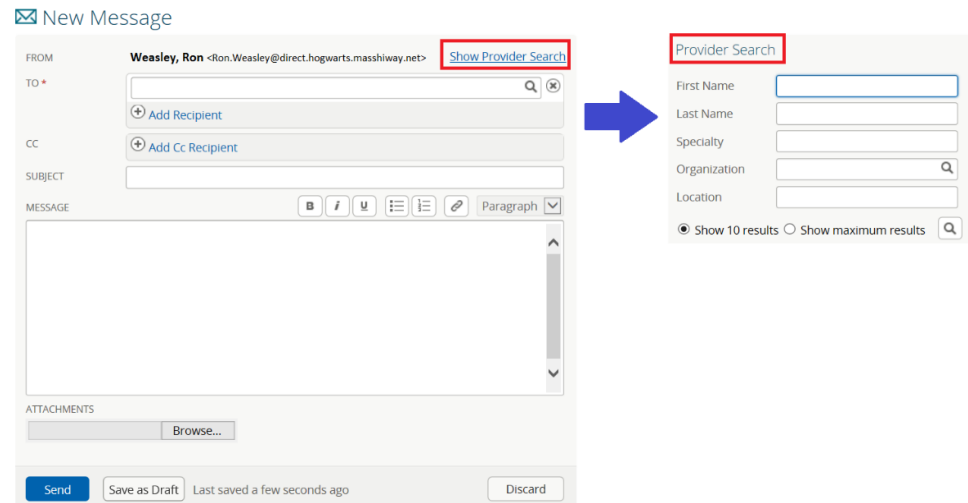 New Message
FROM Weasley, Ron <Ron.Weasley@direct.hogwarts.masshiway.net> Show Provider Search
TO *
Add Recipient
CC Add Cc Recipient
SUBJECT
MESSAGE B i u Paragraph
ATTACHMENTS
Browse...
Send Save as Draft Last saved a few seconds ago Discard
Provider Search
First Name
Last Name
Specialty
Organization
Location
Show 10 results Show maximum results